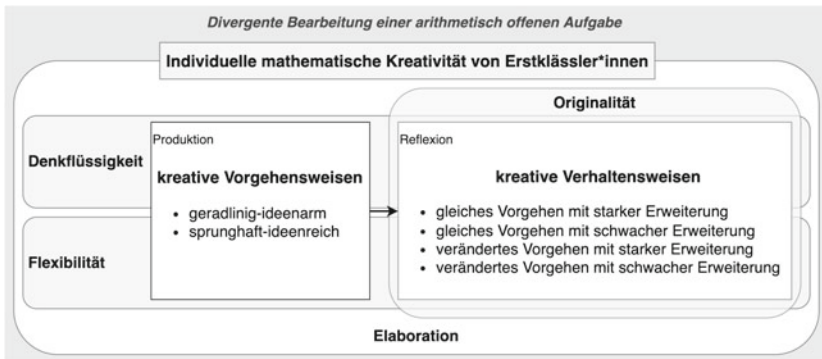 Divergente Bearbeitung einer arithmetisch offenen Aufgabe
Individuelle mathematische Kreativität von Erstklässler*innen
Originalität
Denkflüssigkeit
Produktion
kreative Vorgehensweisen
• geradlinig-ideenarm
• sprunghaft-ideenreich
Reflexion
kreative Verhaltensweisen
• gleiches Vorgehen mit starker Erweiterung
• gleiches Vorgehen mit schwacher Erweiterung
• verändertes Vorgehen mit starker Erweiterung
• verändertes Vorgehen mit schwacher Erweiterung
Flexibilität
Elaboration